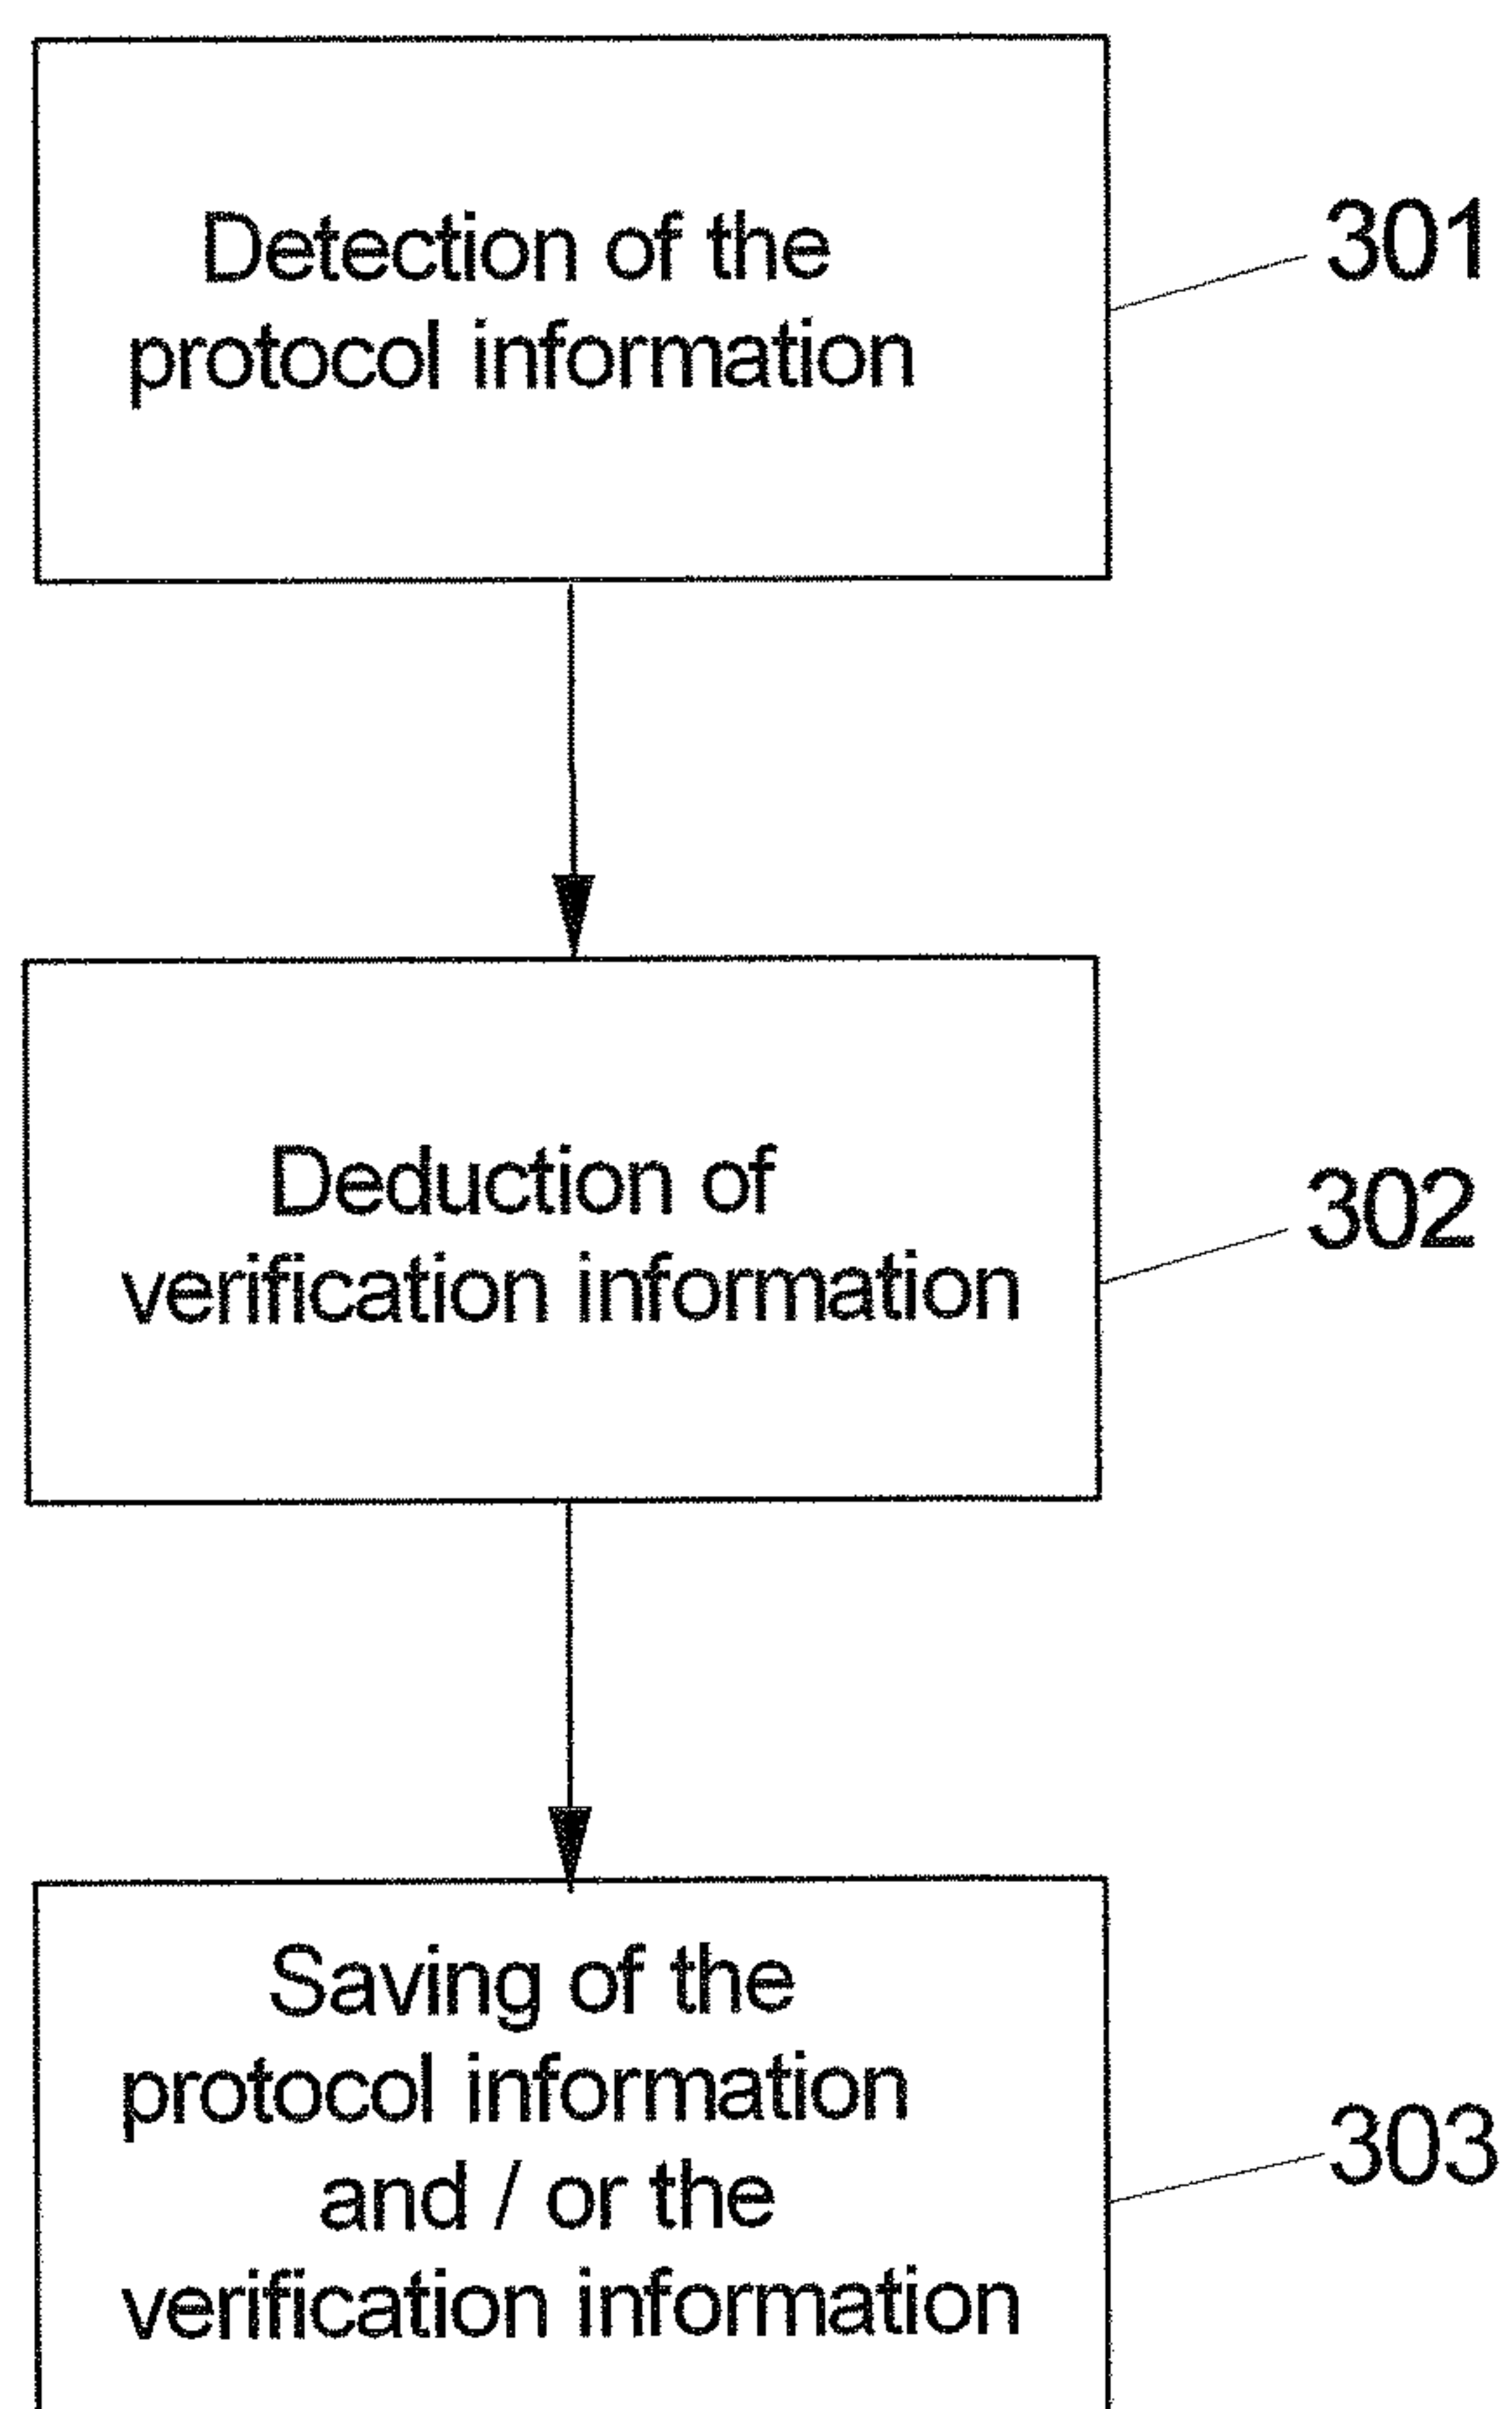 Detection of the
protocol information
301
Deduction of
verification information
302
Saving of the
protocol information
and / or the
verification information
303